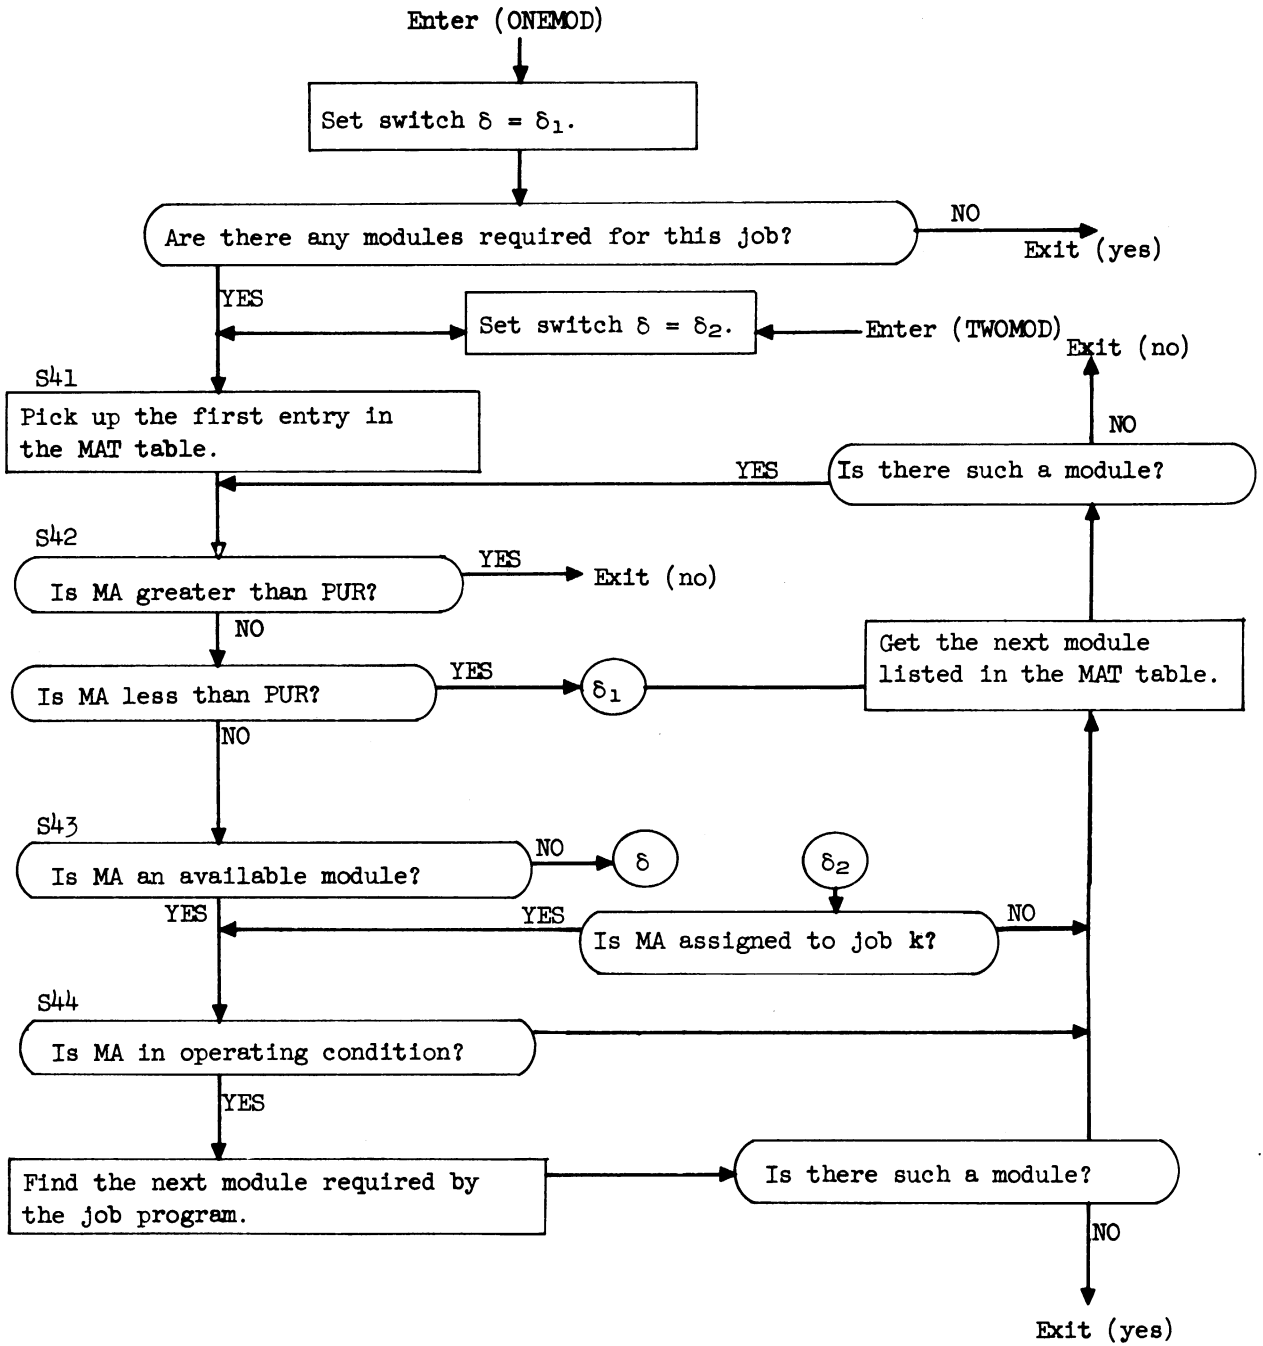 Enter (ONEMOD)
Set switch δ = δ₁.
Are there any modules required for this job?
NO
Exit (yes)
YES
Set switch δ = δ₂.
Enter (TWOMOD)
Exit (no)
S41
Pick up the first entry in
the MAT table.
NO
Is there such a module?
YES
S42
Is MA greater than PUR?
YES
Exit (no)
NO
Get the next module
listed in the MAT table.
Is MA less than PUR?
YES
δ₁
NO
S43
Is MA an available module?
NO
δ
δ₂
YES
YES
Is MA assigned to job k?
NO
S44
Is MA in operating condition?
YES
Find the next module required by
the job program.
Is there such a module?
NO
Exit (yes)